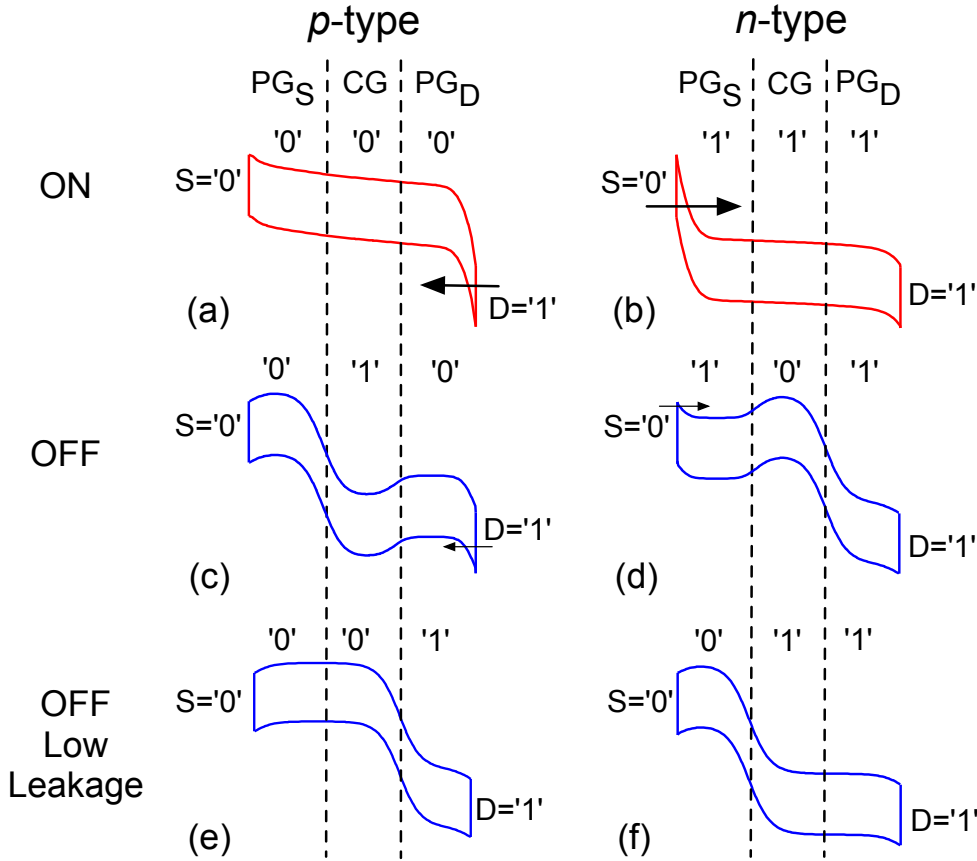 p-type n-type
PGS CG PGD PGS CG PGD
'0' '0' '0' '1' '1' '1'
ON S='0' S='0'
(a) D='1' (b) D='1'
'0' '1' '0' '1' '0' '1'
OFF S='0' S='0'
(c) D='1' (d) D='1'
'0' '0' '1' '0' '1' '1'
OFF S='0' S='0'
Low
Leakage
(e) D='1' (f) D='1'